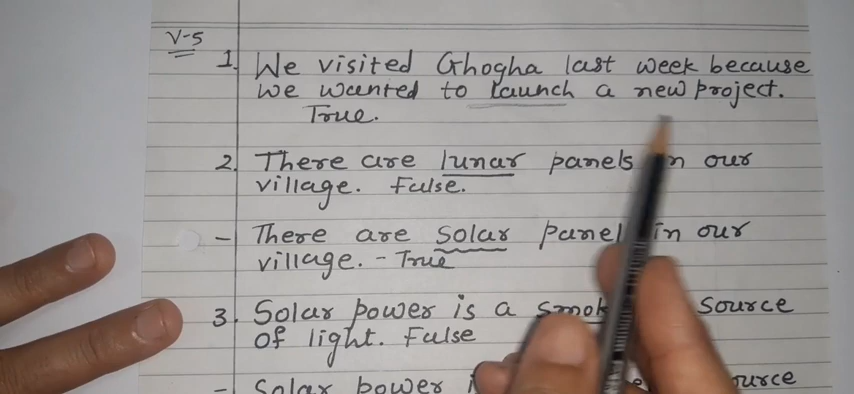 V-5
1. We visited Ghogha last week because
we wanted to launch a new project.
True.
2. There are lunar panels in our
village. False.
- There are solar panels in our
village. - True
3. Solar power is a source
of light. False
- Solar power